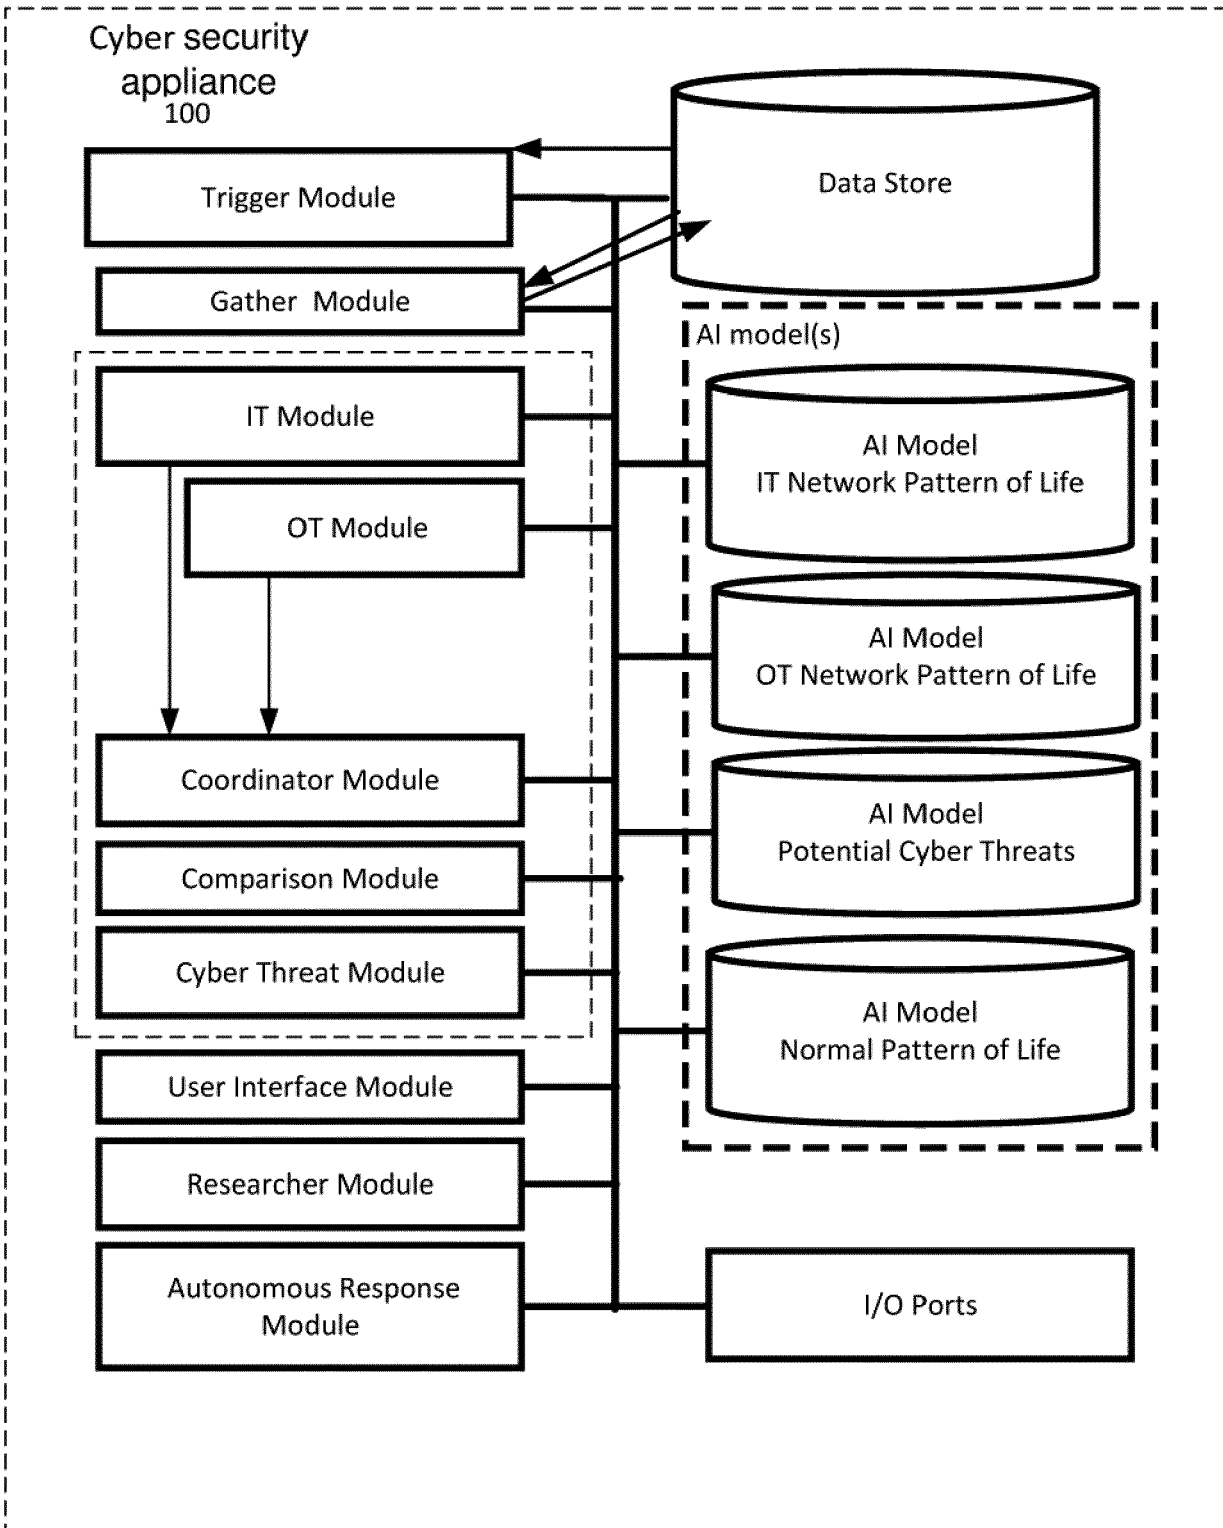 Cyber security
appliance
100
Trigger Module
Data Store
Gather Module
AI model(s)
IT Module
AI Model
IT Network Pattern of Life
OT Module
AI Model
OT Network Pattern of Life
Coordinator Module
AI Model
Potential Cyber Threats
Comparison Module
Cyber Threat Module
AI Model
Normal Pattern of Life
User Interface Module
Researcher Module
Autonomous Response
Module
I/O Ports